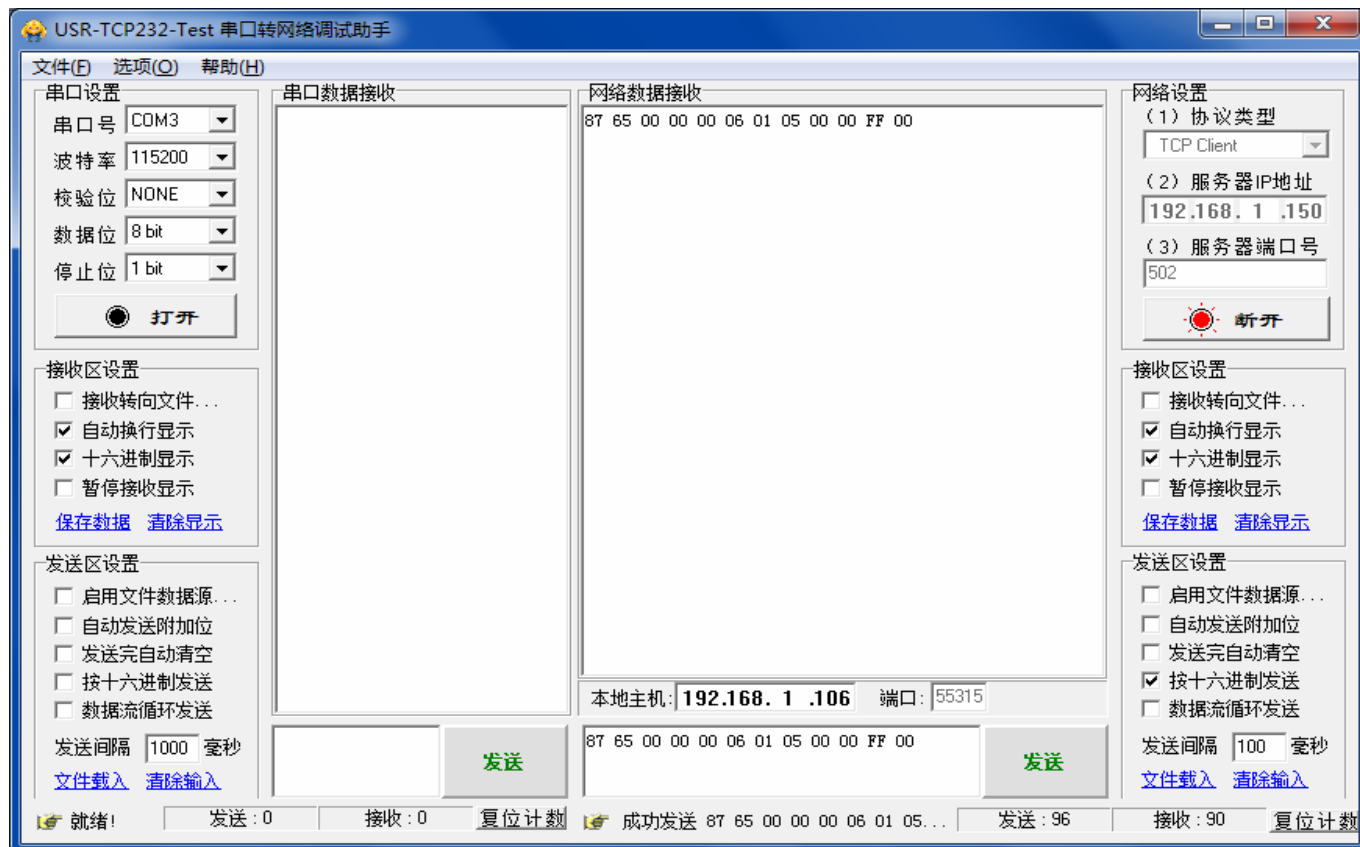 USR-TCP232-Test 串口转网络调试助手
文件(F) 选项(O) 帮助(H)
串口设置
串口号 COM3
波特率 115200
校验位 NONE
数据位 8 bit
停止位 1 bit
打开
接收区设置
接收转向文件...
自动换行显示
十六进制显示
暂停接收显示
保存数据 清除显示
发送区设置
启用文件数据源...
自动发送附加位
发送完自动清空
按十六进制发送
数据流循环发送
发送间隔 1000 毫秒
文件载入 清除输入
串口数据接收
发送
网络数据接收
87 65 00 00 00 06 01 05 00 00 FF 00
本地主机: 192.168. 1 .106 端口: 55315
87 65 00 00 00 06 01 05 00 00 FF 00
发送
网络设置
(1) 协议类型
TCP Client
(2) 服务器IP地址
192.168. 1 .150
(3) 服务器端口号
502
断开
接收区设置
接收转向文件...
自动换行显示
十六进制显示
暂停接收显示
保存数据 清除显示
发送区设置
启用文件数据源...
自动发送附加位
发送完自动清空
按十六进制发送
数据流循环发送
发送间隔 100 毫秒
文件载入 清除输入
就绪! 发送:0 接收:0 复位计数 成功发送 87 65 00 00 00 06 01 05... 发送:96 接收:90 复位计数